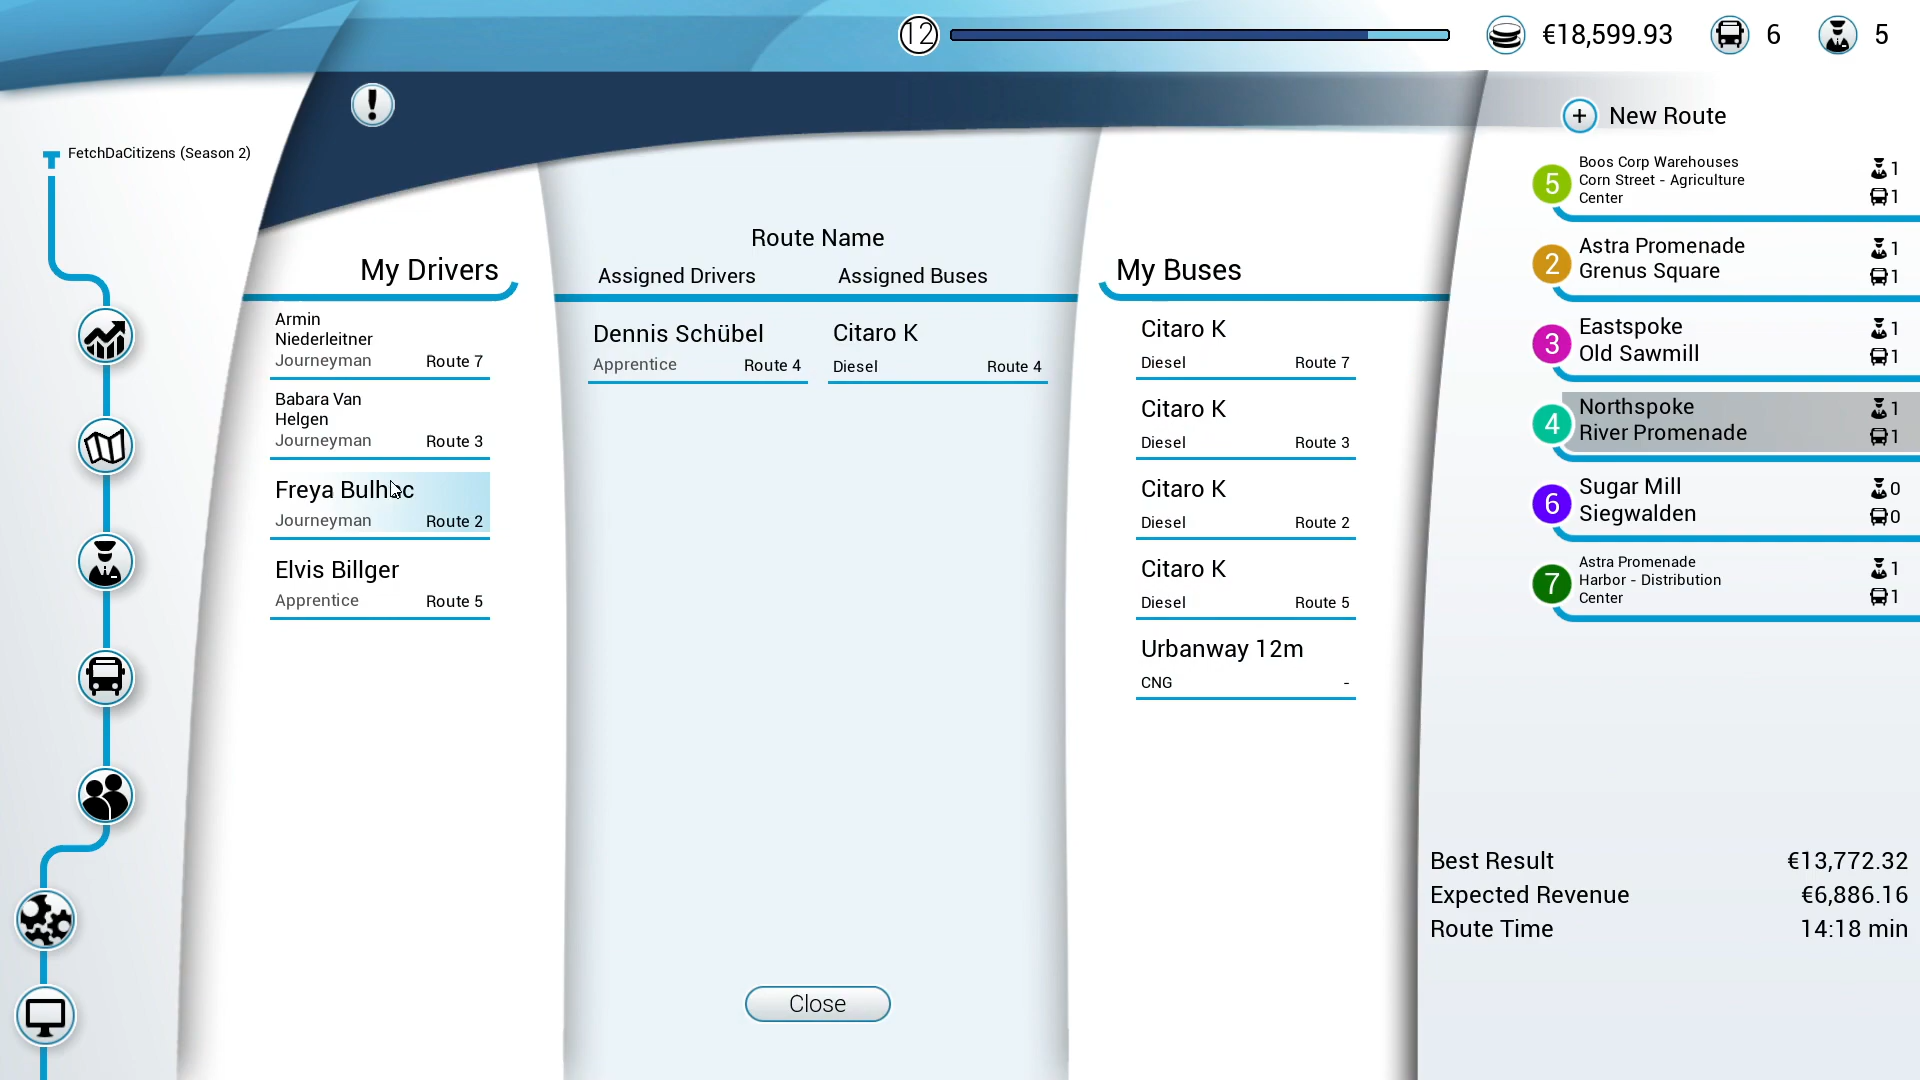 12
€18,599.93
6
5
!
FetchDaCitizens (Season 2)
My Drivers
Armin
Niederleitner
Journeyman Route 7
Babara Van
Helgen
Journeyman Route 3
Freya
Journeyman Route 2
Elvis Billger
Apprentice Route 5
Route Name
Assigned Drivers Assigned Buses
Dennis Schübel Citaro K
Apprentice Route 4 Diesel Route 4
Close
My Buses
Citaro K
Diesel Route 7
Citaro K
Diesel Route 3
Citaro K
Diesel Route 2
Citaro K
Diesel Route 5
Urbanway 12m
CNG -
+ New Route
5
Boos Corp Warehouses
Corn Street - Agriculture
Center
1
1
2
Astra Promenade
Grenus Square
1
1
3
Eastspoke
Old Sawmill
1
1
4
Northspoke
River Promenade
1
1
6
Sugar Mill
Siegwalden
0
0
7
Astra Promenade
Harbor - Distribution
Center
1
1
Best Result €13,772.32
Expected Revenue €6,886.16
Route Time 14:18 min